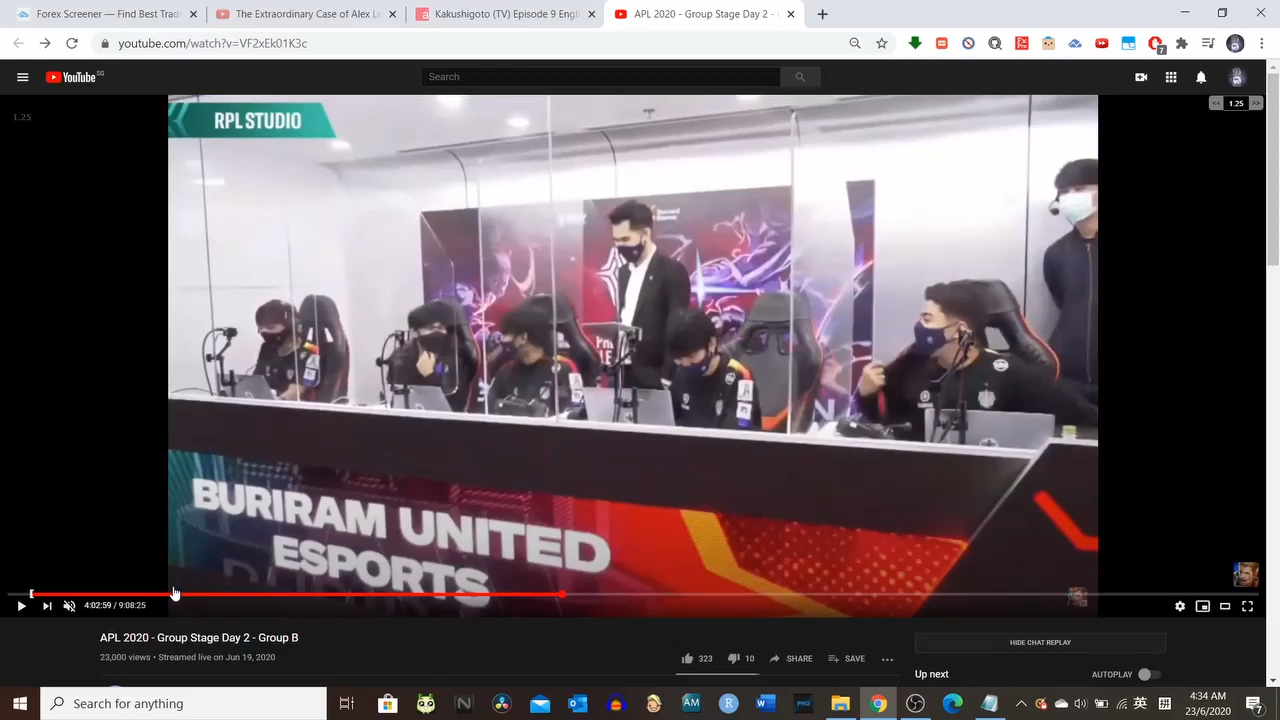 Forex Screener — Find Best Trad
The Extraordinary Case of Alex L
Kakushigoto (TV) Episode 9 Engl
APL 2020 - Group Stage Day 2 -
youtube.com/watch?v=VF2xEk01K3c
7
YouTube SG
Search
1.25
<< 1.25 >>
RPL STUDIO
BURIRAM UNITED
ESPORTS
4:02:59 / 9:08:25
APL 2020 - Group Stage Day 2 - Group B
HIDE CHAT REPLAY
23,000 views • Streamed live on Jun 19, 2020
323
10
SHARE
SAVE
Up next
AUTOPLAY
Search for anything
N
AM
R
W
PRO
英
拼
4:34 AM
23/6/2020
7